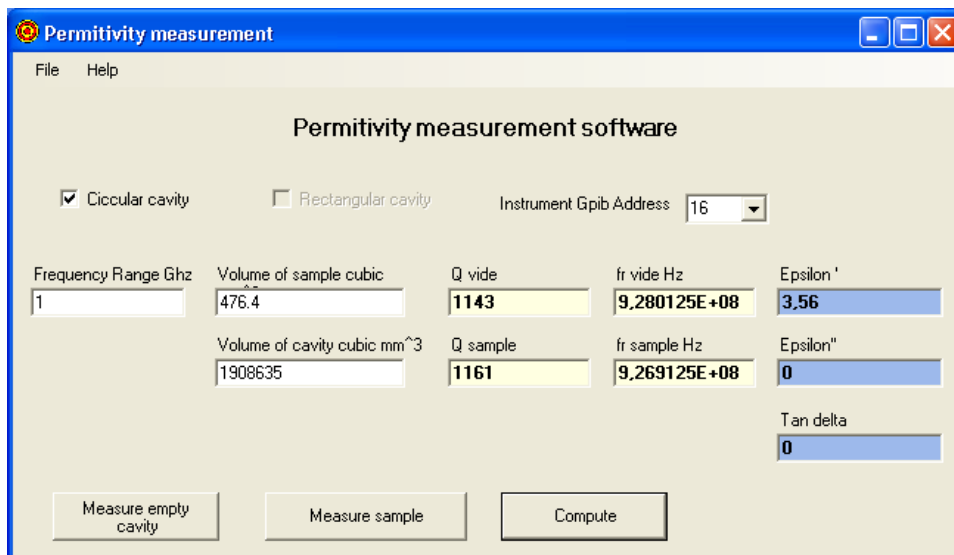 Permitivity measurement
File Help
Permitivity measurement software
Ciccular cavity Rectangular cavity Instrument Gpib Address 16
Frequency Range Ghz Volume of sample cubic Q vide fr vide Hz Epsilon '
1 476.4 1143 9,280125E+08 3,56
Volume of cavity cubic mm^3 Q sample fr sample Hz Epsilon"
1908635 1161 9,269125E+08 0
Tan delta
0
Measure empty cavity Measure sample Compute